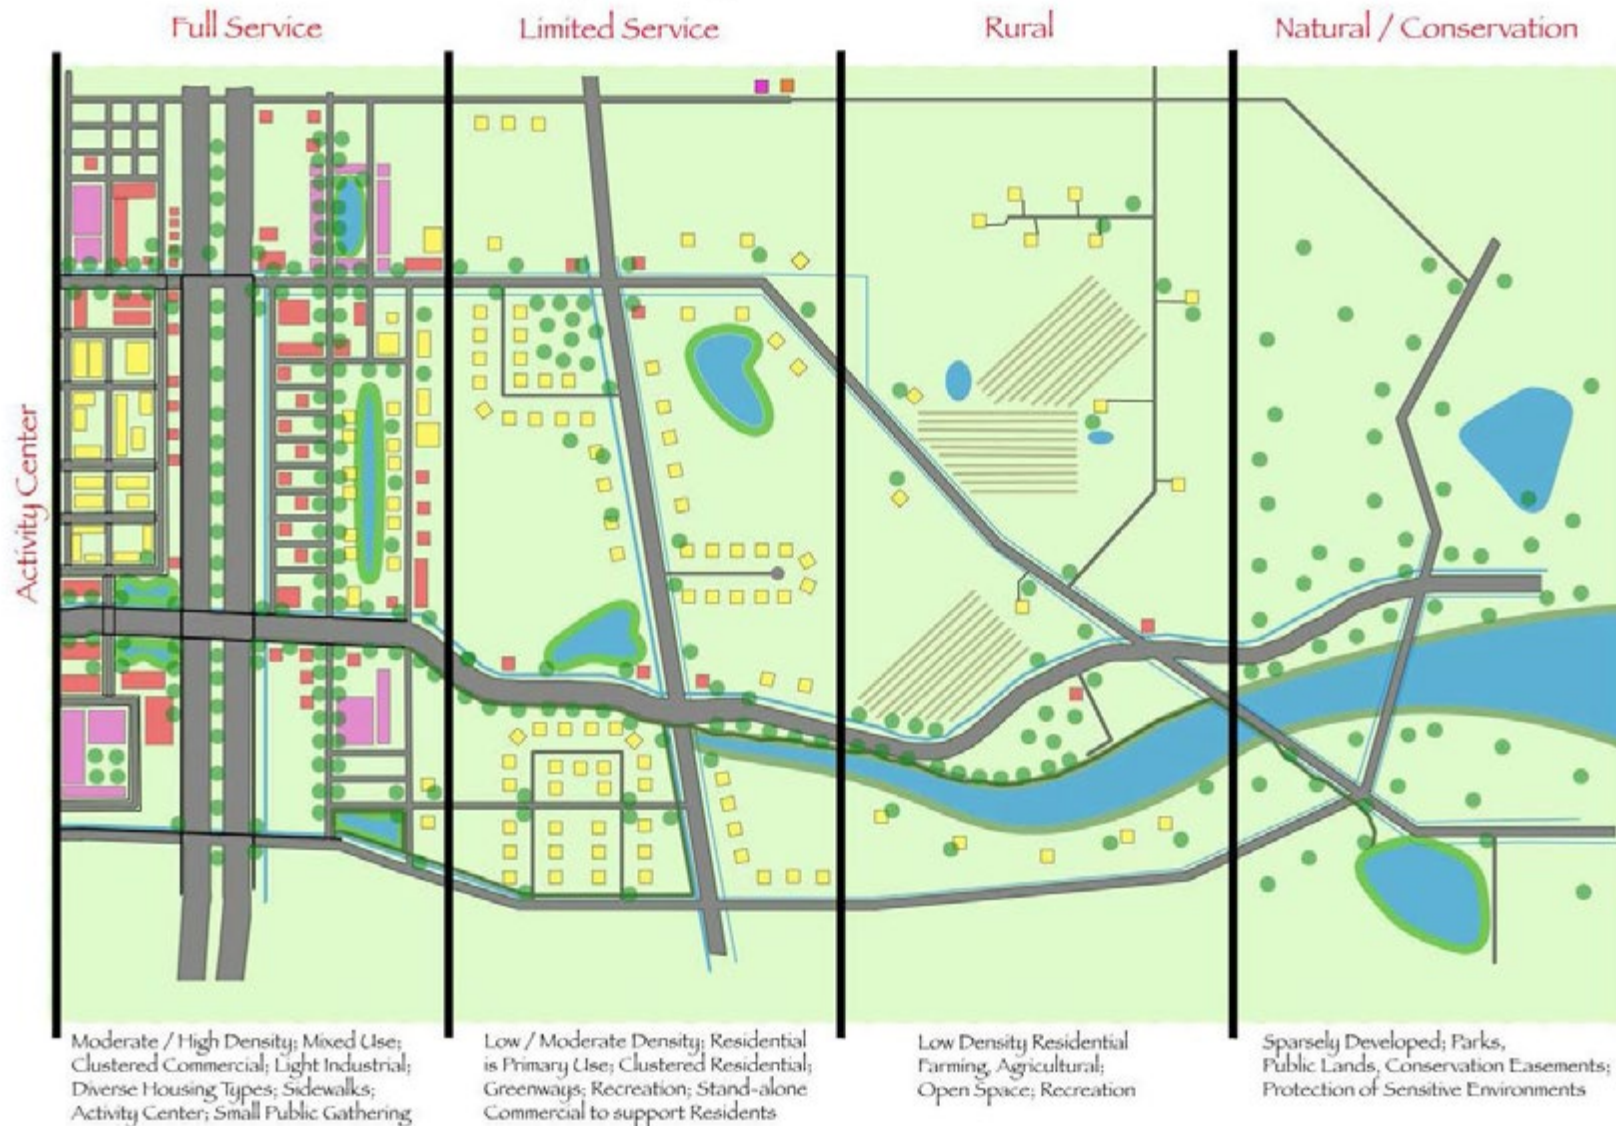 Full Service
Limited Service
Rural
Natural / Conservation
Activity Center
Moderate / High Density; Mixed Use;
Clustered Commercial; Light Industrial;
Diverse Housing Types; Sidewalks;
Activity Center; Small Public Gathering
Low / Moderate Density; Residential
is Primary Use; Clustered Residential;
Greenways; Recreation; Stand-alone
Commercial to support Residents
Low Density Residential
Farming, Agricultural;
Open Space; Recreation
Sparsely Developed; Parks,
Public Lands, Conservation Easements;
Protection of Sensitive Environments